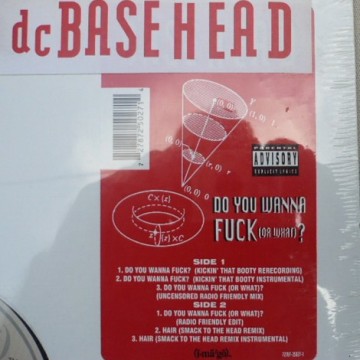 dcBASEHEAD
PARENTAL
ADVISORY
EXPLICIT LYRICS
DO YOU WANNA
FUCK (OR WHAT)?
SIDE 1
1. DO YOU WANNA FUCK? (KICKIN' THAT BOOTY RERECORDING)
2. DO YOU WANNA FUCK? (KICKIN' THAT BOOTY INSTRUMENTAL)
3. DO YOU WANNA FUCK (OR WHAT)?
(UNCENSORED RADIO FRIENDLY MIX)
SIDE 2
1. DO YOU WANNA FUCK (OR WHAT)?
(RADIO FRIENDLY EDIT)
2. HAIR (SMACK TO THE HEAD REMIX)
3. HAIR (SMACK TO THE HEAD REMIX INSTRUMENTAL)